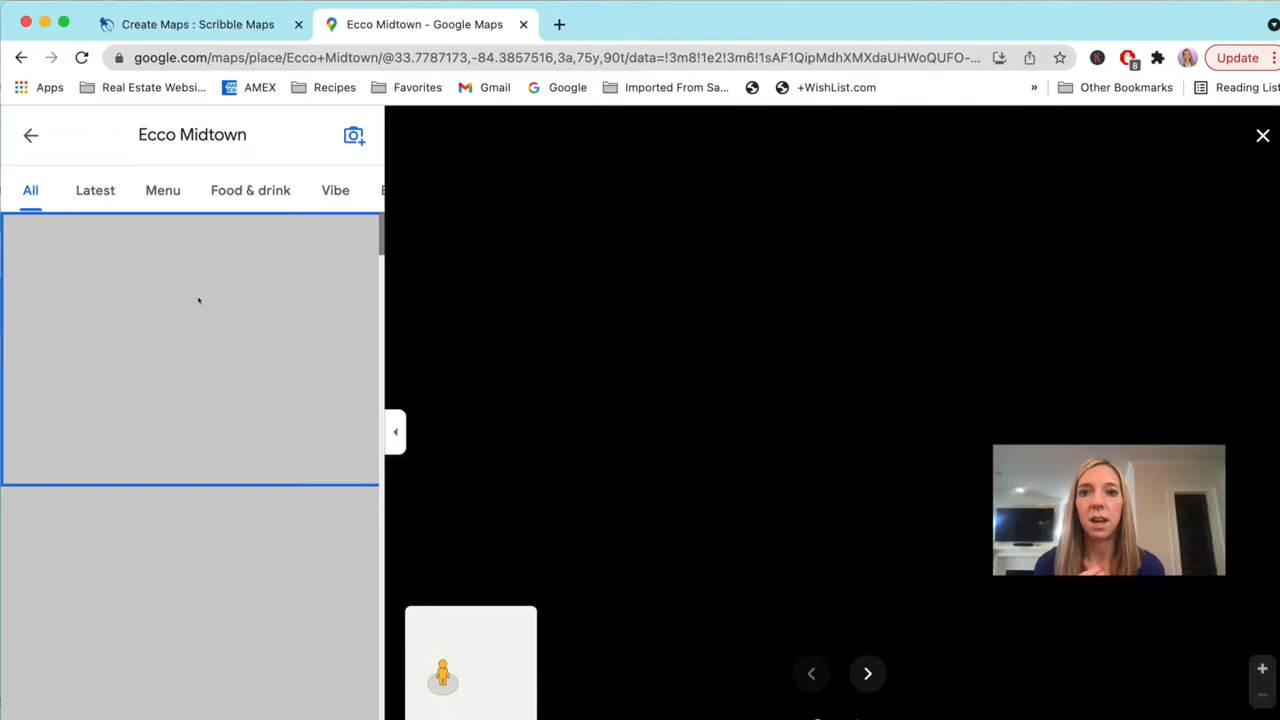 Create Maps : Scribble Maps
Ecco Midtown - Google Maps
google.com/maps/place/Ecco+Midtown/@33.7787173,-84.3857516,3a,75y,90t/data=!3m8!1e2!3m6!1sAF1QipMdhXMXdaUHWoQUFO-...
8
Update
Apps
Real Estate Websi...
AMEX
Recipes
Favorites
Gmail
Google
Imported From Sa...
+WishList.com
»
Other Bookmarks
Reading List
Ecco Midtown
All
Latest
Menu
Food & drink
Vibe